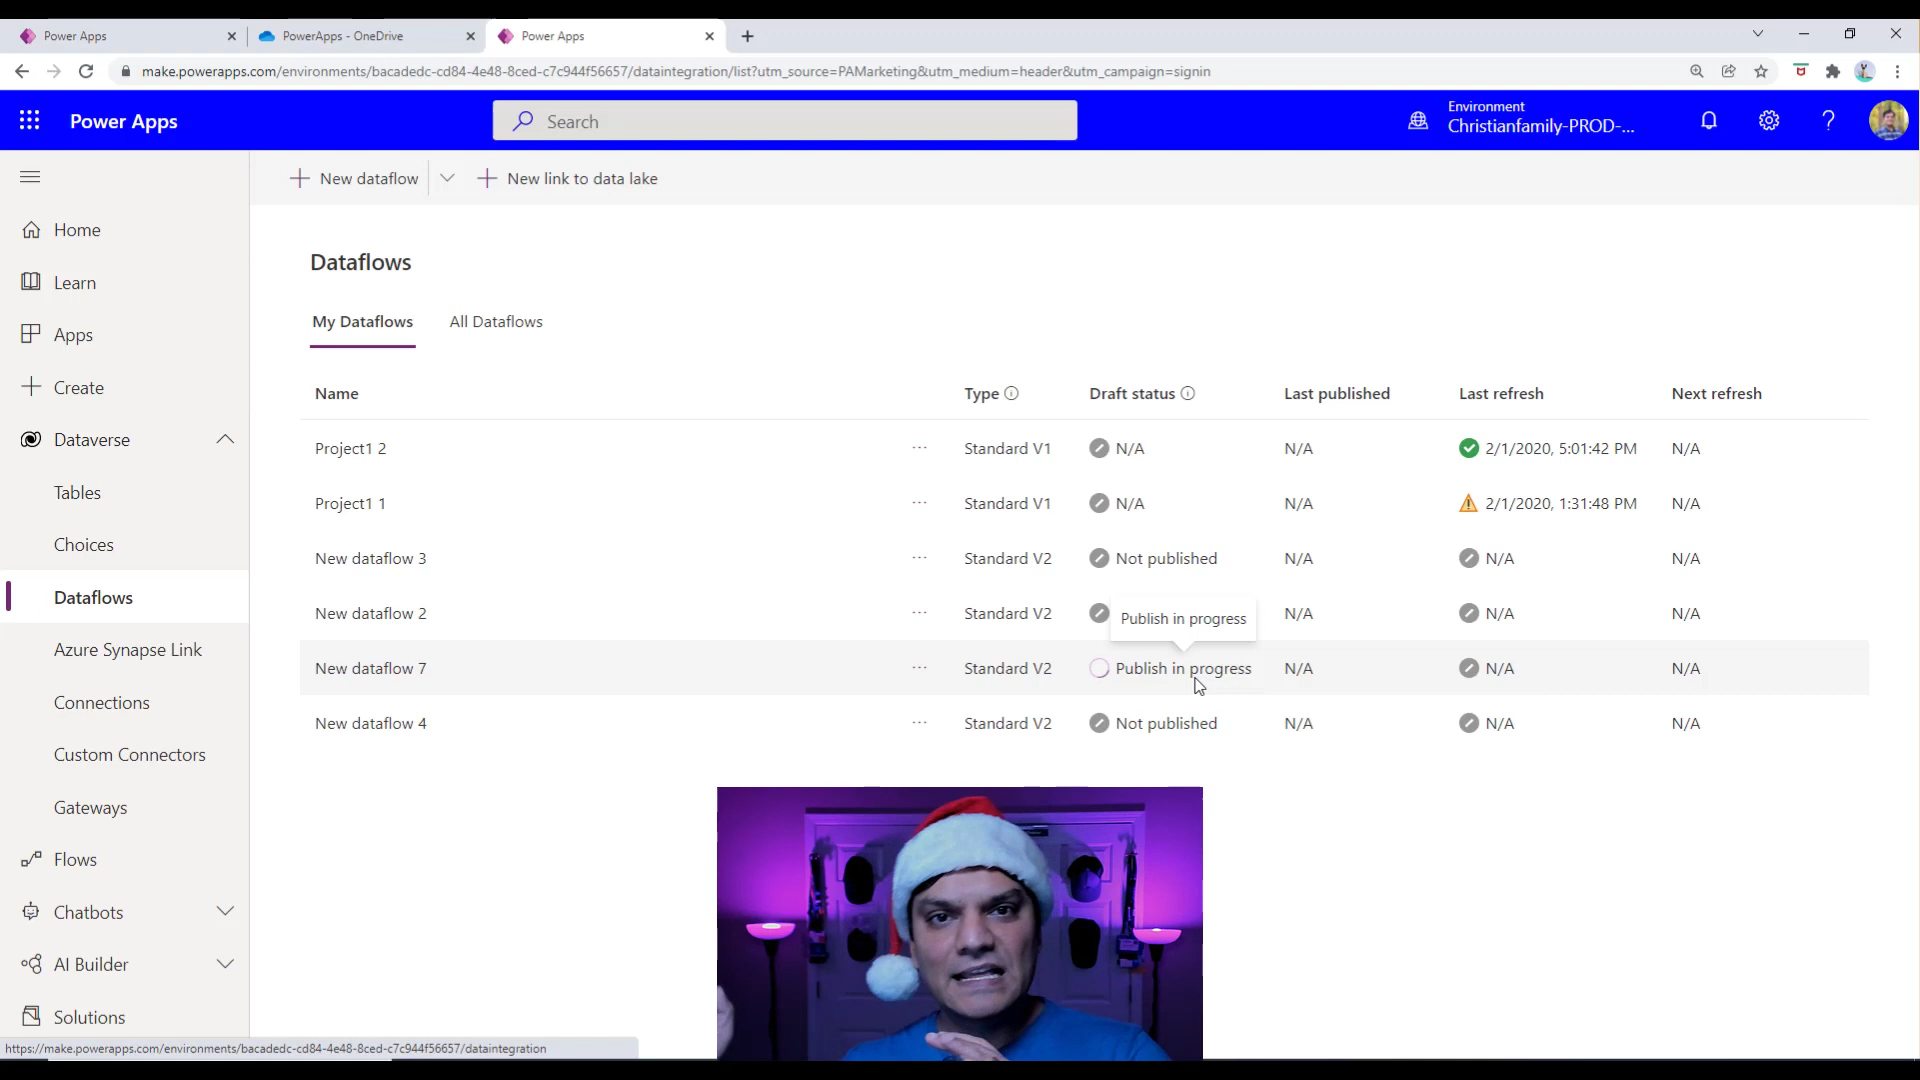 Power Apps
PowerApps - OneDrive
Power Apps
make.powerapps.com/environments/bacadedc-cd84-4e48-8ced-c7c944f56657/dataintegration/list?utm_source=PAMarketing&utm_medium=header&utm_campaign=signin
Power Apps
Search
Environment
Christianfamily-PROD-...
New dataflow
New link to data lake
Home
Learn
Apps
Create
Dataverse
Tables
Choices
Dataflows
Azure Synapse Link
Connections
Custom Connectors
Gateways
Flows
Chatbots
AI Builder
Solutions
Dataflows
My Dataflows All Dataflows
Name Type Draft status Last published Last refresh Next refresh
Project1 2 ... Standard V1 N/A N/A 2/1/2020, 5:01:42 PM N/A
Project1 1 ... Standard V1 N/A N/A 2/1/2020, 1:31:48 PM N/A
New dataflow 3 ... Standard V2 Not published N/A N/A N/A
New dataflow 2 ... Standard V2 N/A N/A N/A
Publish in progress
New dataflow 7 ... Standard V2 Publish in progress N/A N/A N/A
New dataflow 4 ... Standard V2 Not published N/A N/A N/A
https://make.powerapps.com/environments/bacadedc-cd84-4e48-8ced-c7c944f56657/dataintegration